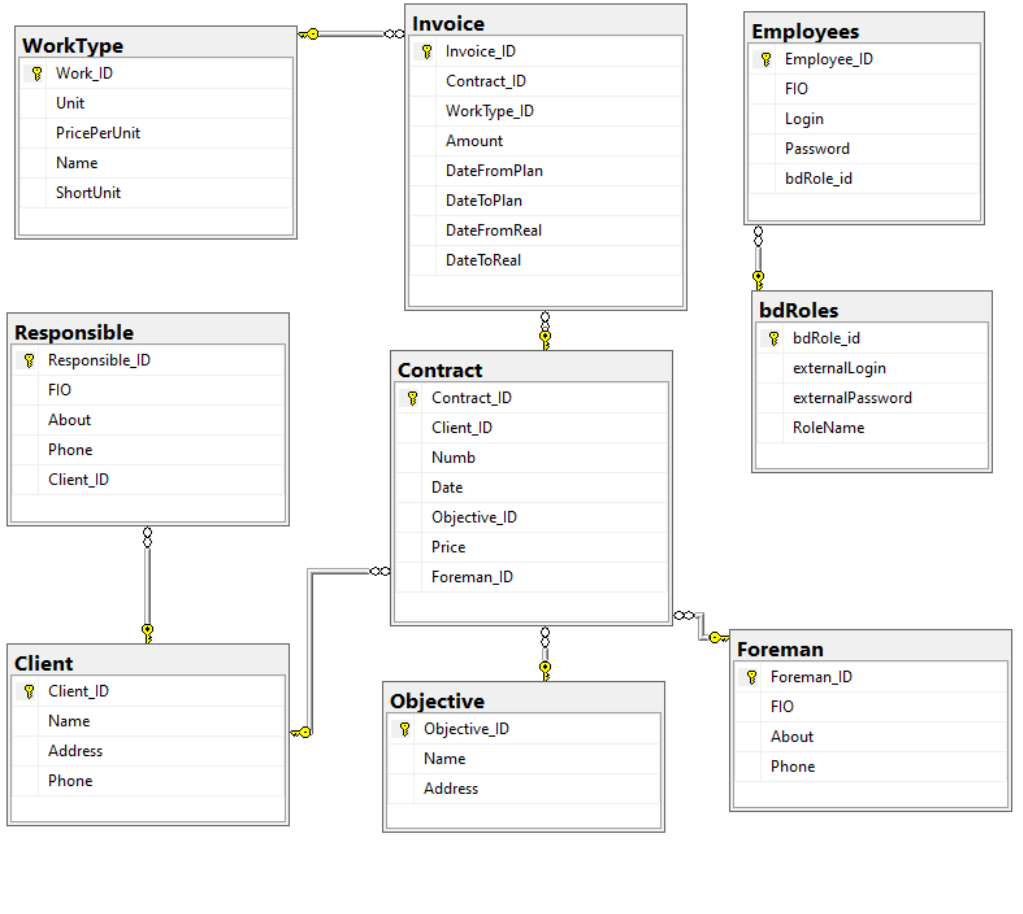 WorkType
Work_ID
Unit
PricePerUnit
Name
ShortUnit
Invoice
Invoice_ID
Contract_ID
WorkType_ID
Amount
DateFromPlan
DateToPlan
DateFromReal
DateToReal
Employees
Employee_ID
FIO
Login
Password
bdRole_id
bdRoles
bdRole_id
externalLogin
externalPassword
RoleName
Responsible
Responsible_ID
FIO
About
Phone
Client_ID
Contract
Contract_ID
Client_ID
Numb
Date
Objective_ID
Price
Foreman_ID
Client
Client_ID
Name
Address
Phone
Objective
Objective_ID
Name
Address
Foreman
Foreman_ID
FIO
About
Phone